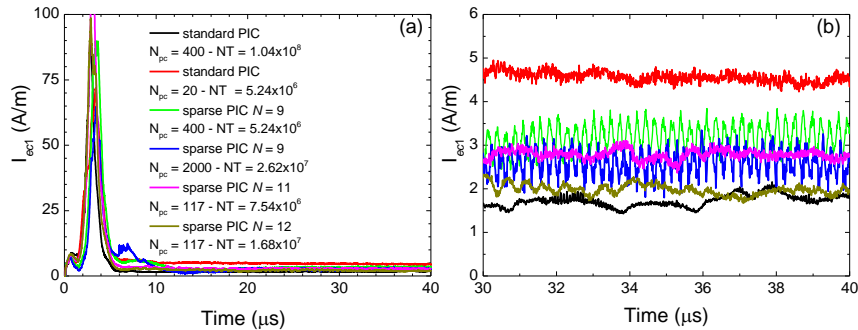 (a)
100
75
50
25
0
I_ec1 (A/m)
standard PIC
N_pc = 400 - NT = 1.04x10^8
standard PIC
N_pc = 20 - NT = 5.24x10^6
sparse PIC N = 9
N_pc = 400 - NT = 5.24x10^6
sparse PIC N = 9
N_pc = 2000 - NT = 2.62x10^7
sparse PIC N = 11
N_pc = 117 - NT = 7.54x10^6
sparse PIC N = 12
N_pc = 117 - NT = 1.68x10^7
0 10 20 30 40
Time (μs)
(b)
6
5
4
3
2
1
0
I_ec1 (A/m)
30 32 34 36 38 40
Time (μs)